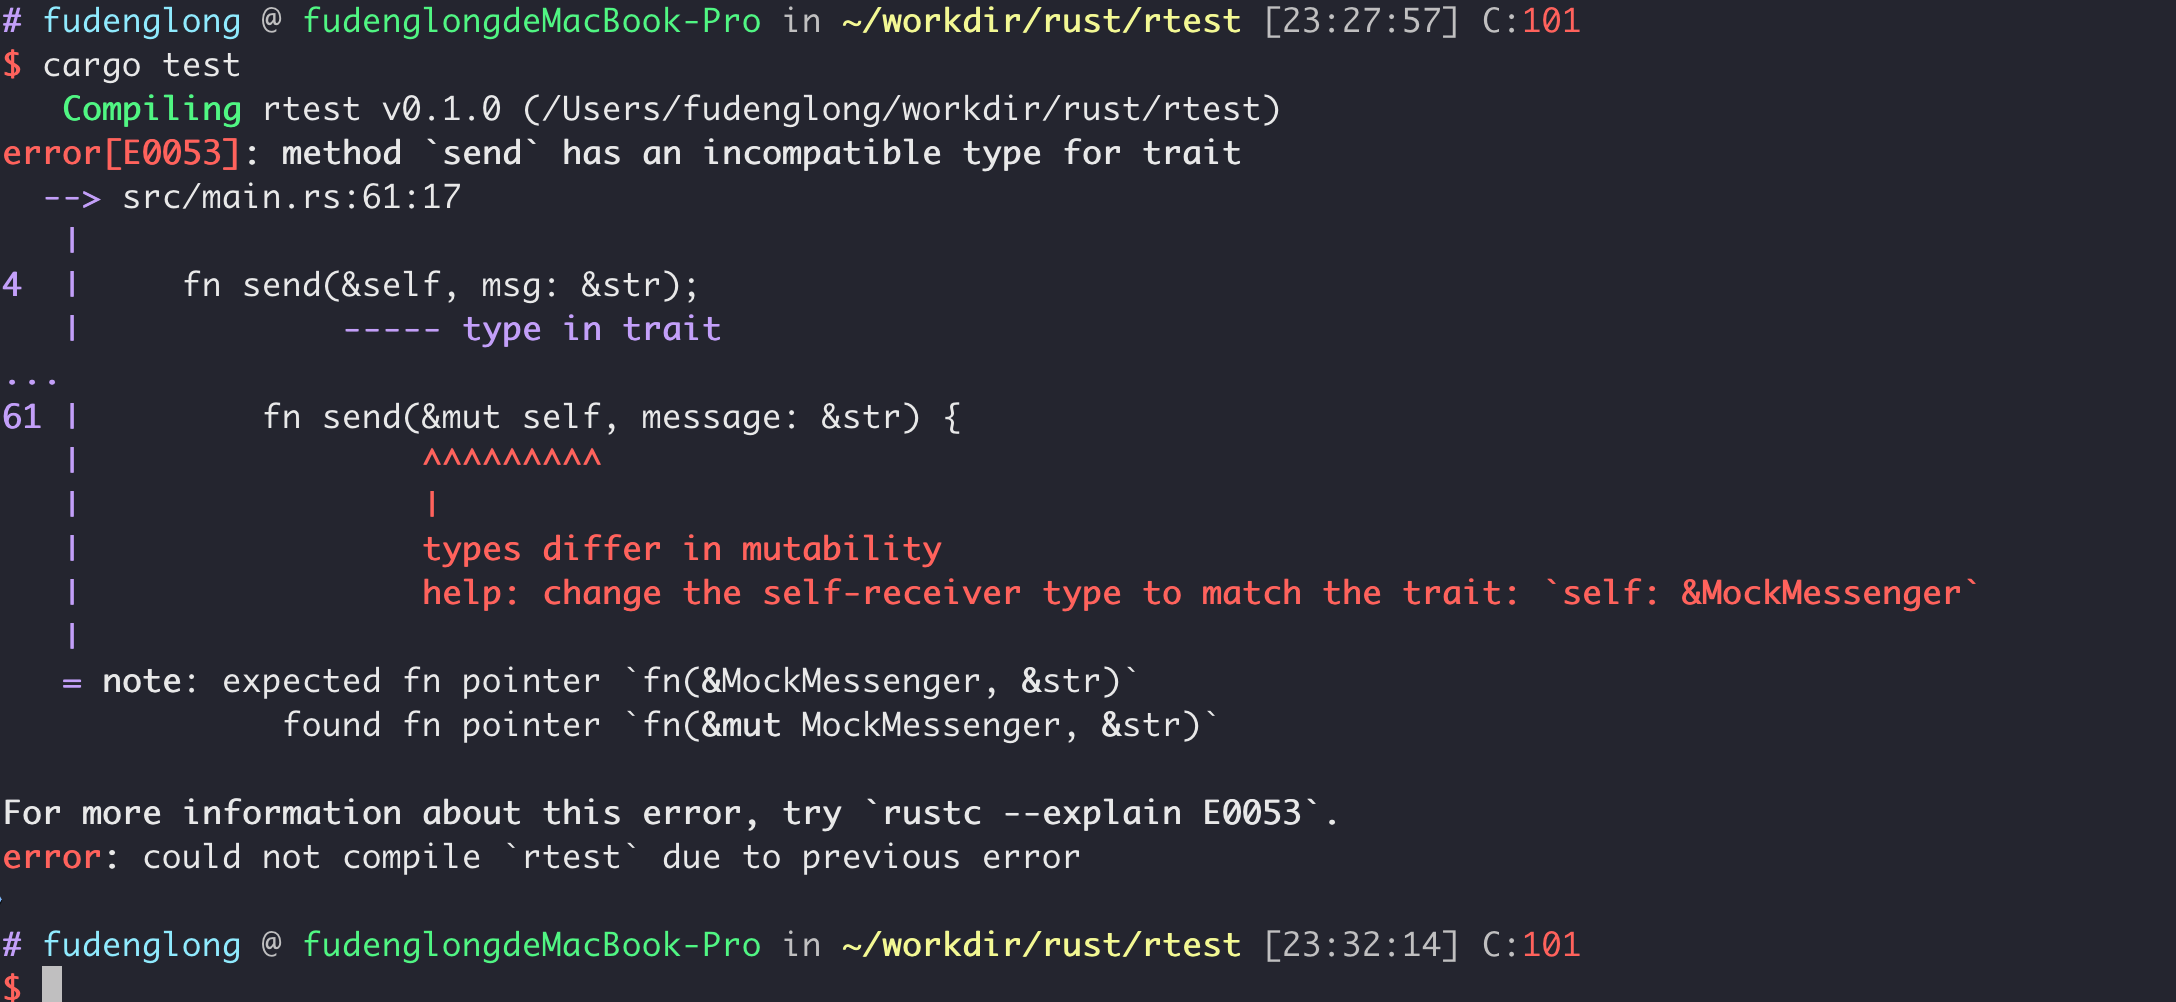 # fudenglong @ fudenglongdeMacBook-Pro in ~/workdir/rust/rtest [23:27:57] C:101
$ cargo test
   Compiling rtest v0.1.0 (/Users/fudenglong/workdir/rust/rtest)
error[E0053]: method `send` has an incompatible type for trait
  --> src/main.rs:61:17
   |
4  |     fn send(&self, msg: &str);
   |             ----- type in trait
...
61 |         fn send(&mut self, message: &str) {
   |                 ^^^^^^^^^
   |                 |
   |                 types differ in mutability
   |                 help: change the self-receiver type to match the trait: `self: &MockMessenger`
   |
   = note: expected fn pointer `fn(&MockMessenger, &str)`
              found fn pointer `fn(&mut MockMessenger, &str)`

For more information about this error, try `rustc --explain E0053`.
error: could not compile `rtest` due to previous error

# fudenglong @ fudenglongdeMacBook-Pro in ~/workdir/rust/rtest [23:32:14] C:101
$